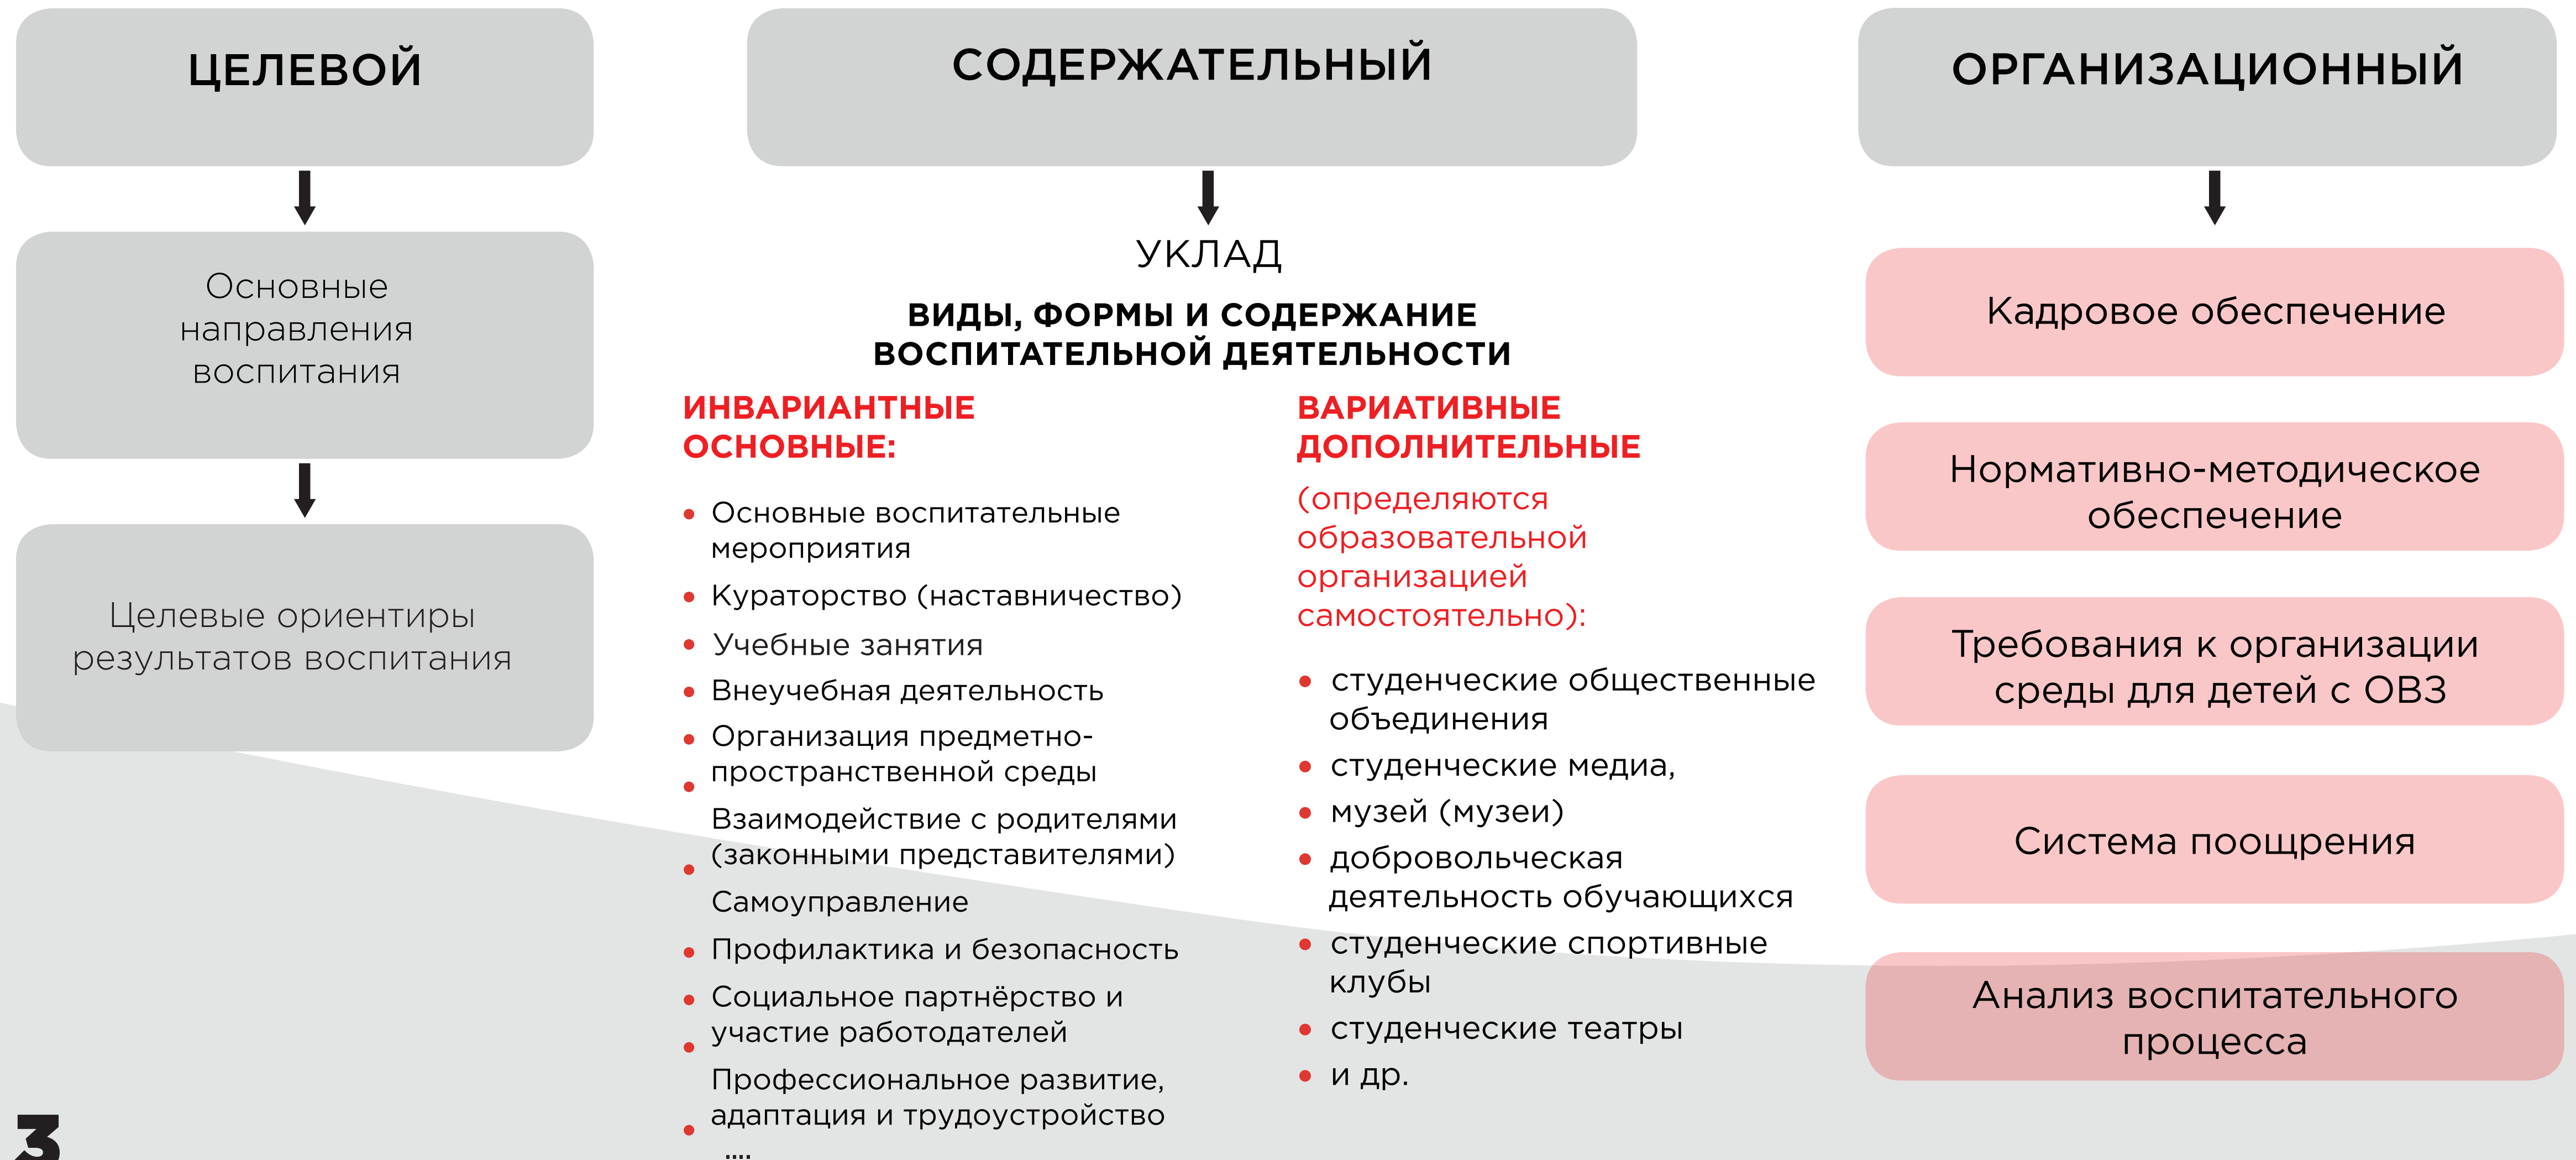 ЦЕЛЕВОЙ
Основные
направления
воспитания
Целевые ориентиры
результатов воспитания
СОДЕРЖАТЕЛЬНЫЙ
УКЛАД
ВИДЫ, ФОРМЫ И СОДЕРЖАНИЕ
ВОСПИТАТЕЛЬНОЙ ДЕЯТЕЛЬНОСТИ
ИНВАРИАНТНЫЕ
ОСНОВНЫЕ:
• Основные воспитательные
мероприятия
• Кураторство (наставничество)
• Учебные занятия
• Внеучебная деятельность
• Организация предметно-
• пространственной среды
Взаимодействие с родителями
• (законными представителями)
Самоуправление
• Профилактика и безопасность
• Социальное партнёрство и
• участие работодателей
Профессиональное развитие,
• адаптация и трудоустройство
....
ВАРИАТИВНЫЕ
ДОПОЛНИТЕЛЬНЫЕ
(определяются
образовательной
организацией
самостоятельно):
• студенческие общественные
объединения
• студенческие медиа,
• музей (музеи)
• добровольческая
деятельность обучающихся
• студенческие спортивные
клубы
• студенческие театры
• и др.
ОРГАНИЗАЦИОННЫЙ
Кадровое обеспечение
Нормативно-методическое
обеспечение
Требования к организации
среды для детей с ОВЗ
Система поощрения
Анализ воспитательного
процесса
3